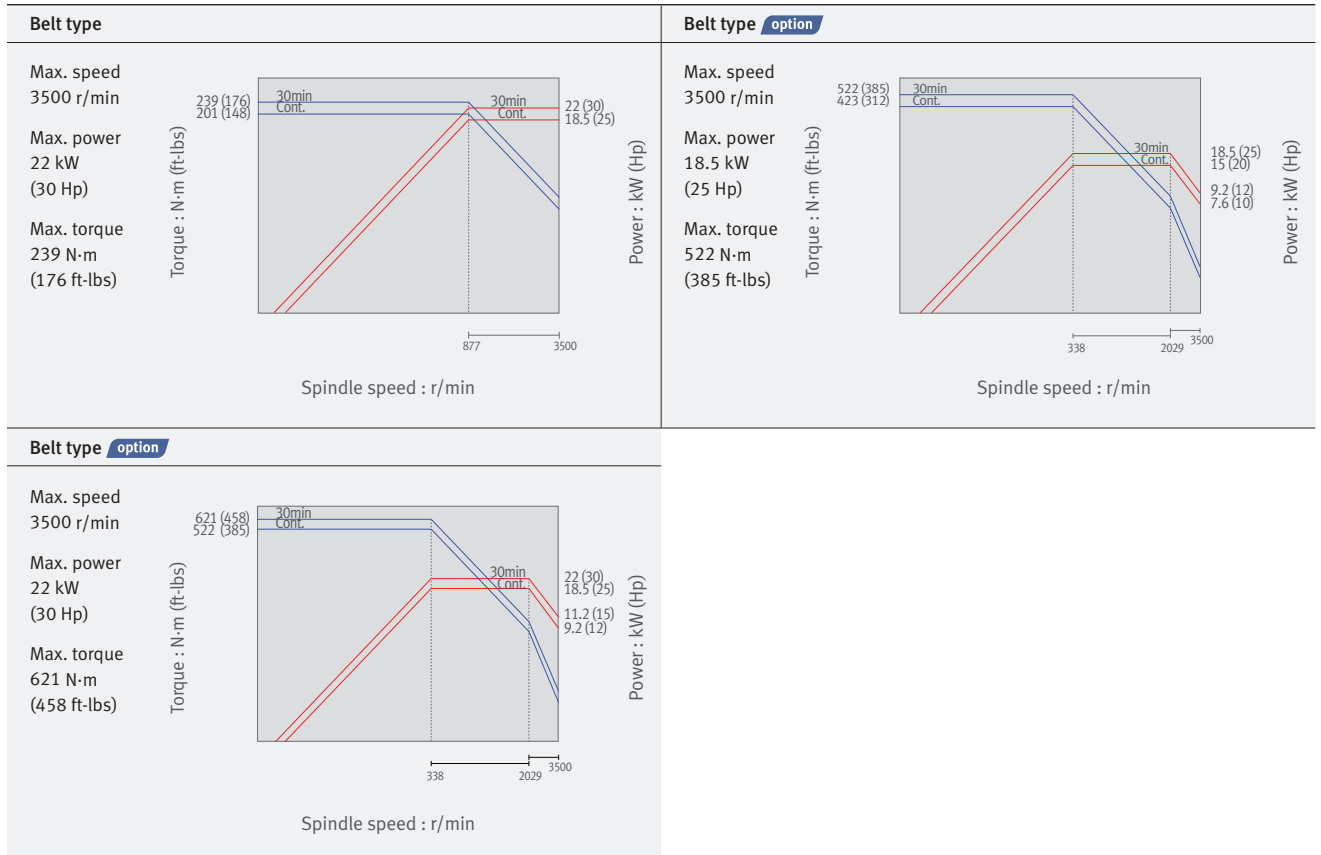 Belt type
Max. speed
3500 r/min
Max. power
22 kW
(30 Hp)
Max. torque
239 N·m
(176 ft-lbs)
Torque : N·m (ft-lbs)
239 (176)
201 (148)
30min
Cont.
30min
Cont.
22 (30)
18.5 (25)
Power : kW (Hp)
877
3500
Spindle speed : r/min
Belt type option
Max. speed
3500 r/min
Max. power
18.5 kW
(25 Hp)
Max. torque
522 N·m
(385 ft-lbs)
Torque : N·m (ft-lbs)
522 (385)
423 (312)
30min
Cont.
30min
Cont.
18.5 (25)
15 (20)
9.2 (12)
7.6 (10)
Power : kW (Hp)
338
2029
3500
Spindle speed : r/min
Belt type option
Max. speed
3500 r/min
Max. power
22 kW
(30 Hp)
Max. torque
621 N·m
(458 ft-lbs)
Torque : N·m (ft-lbs)
621 (458)
522 (385)
30min
Cont.
30min
Cont.
22 (30)
18.5 (25)
11.2 (15)
9.2 (12)
Power : kW (Hp)
338
2029
3500
Spindle speed : r/min